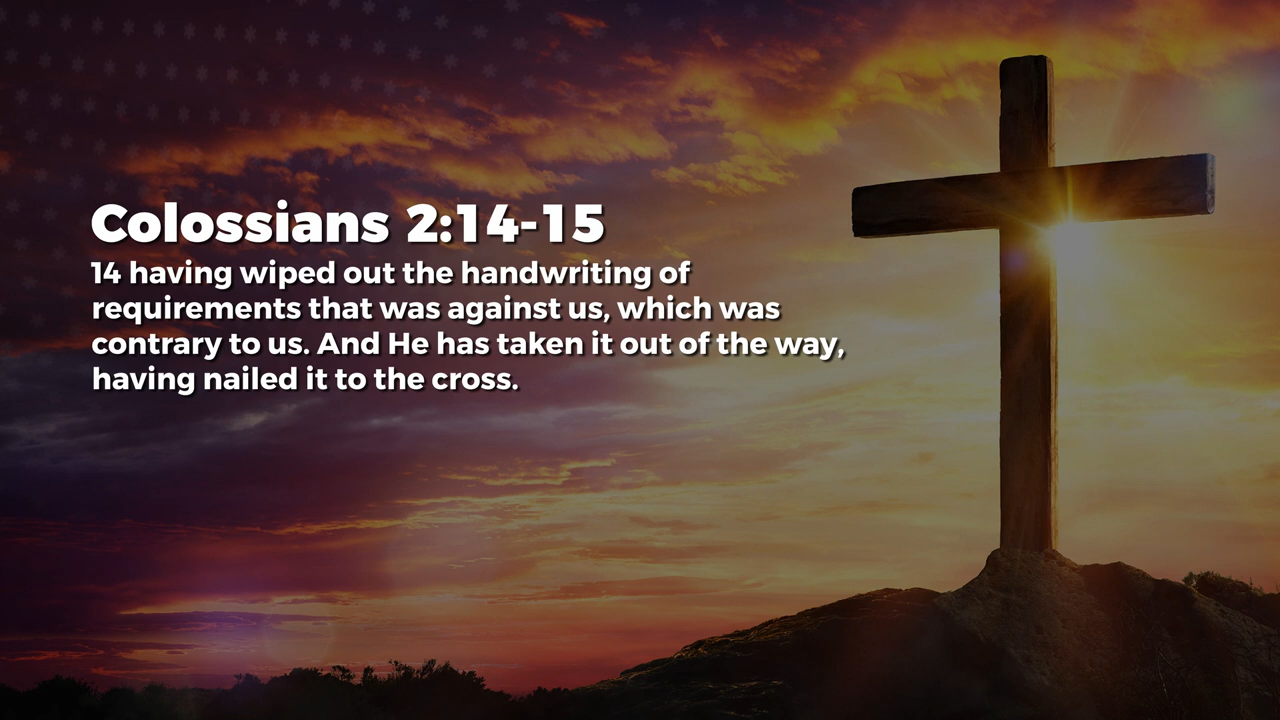 Colossians 2:14-15
14 having wiped out the handwriting of
requirements that was against us, which was
contrary to us. And He has taken it out of the way,
having nailed it to the cross.